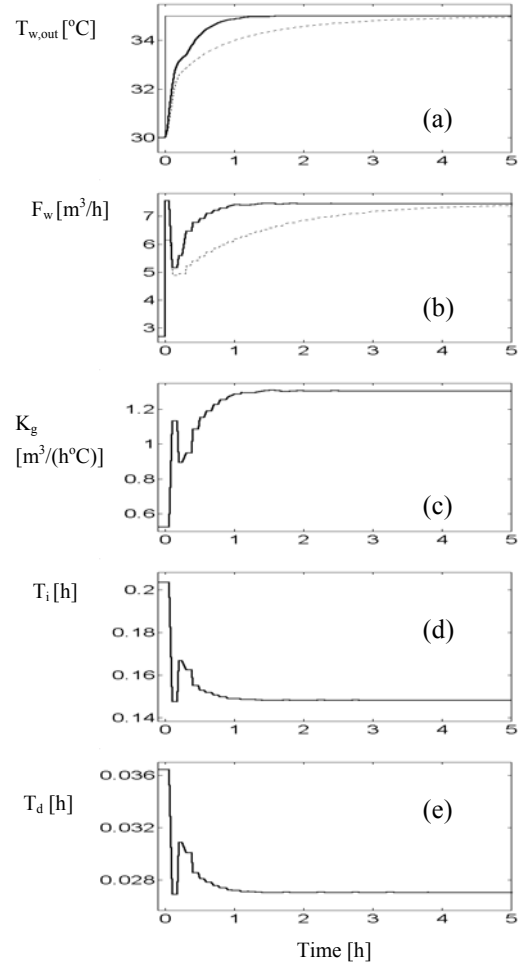 T_w,out [ºC]
34
32
30
(a)
0 1 2 3 4 5
F_w [m³/h]
7
6
5
4
3
(b)
0 1 2 3 4 5
K_g
[m³/(hºC)]
1.2
1
0.8
0.6
(c)
0 1 2 3 4 5
T_i [h]
0.2
0.18
0.16
0.14
(d)
0 1 2 3 4 5
T_d [h]
0.036
0.032
0.028
(e)
0 1 2 3 4 5
Time [h]